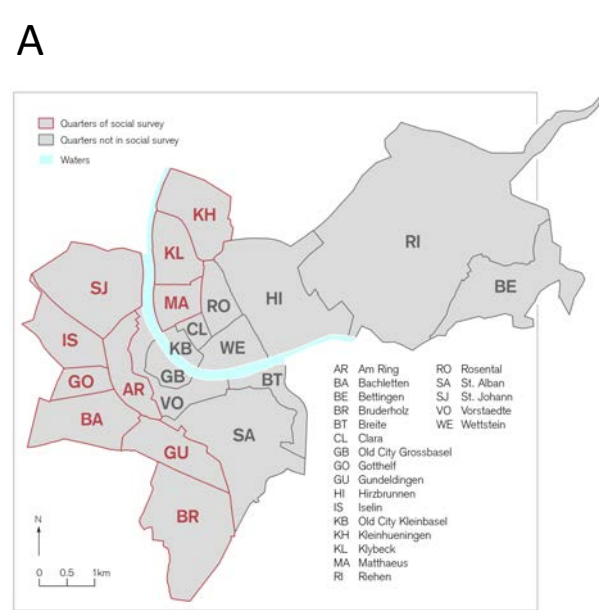 A
Quarters of social survey
Quarters not in social survey
Waters
KH
KL
RI
SJ
MA
RO
HI
BE
CL
IS
KB
WE
GB
BT
GO
AR
VO
BA
SA
GU
BR
AR Am Ring
BA Bachletten
BE Bettingen
BR Bruderholz
BT Breite
CL Clara
GB Old City Grossbasel
GO Gotthelf
GU Gundeldingen
HI Hirzbrunnen
IS Iselin
KB Old City Kleinbasel
KH Kleinhueningen
KL Klybeck
MA Matthaeus
RI Riehen
RO Rosental
SA St. Alban
SJ St. Johann
VO Vorstaedte
WE Wettstein
N
0 0.5 1km